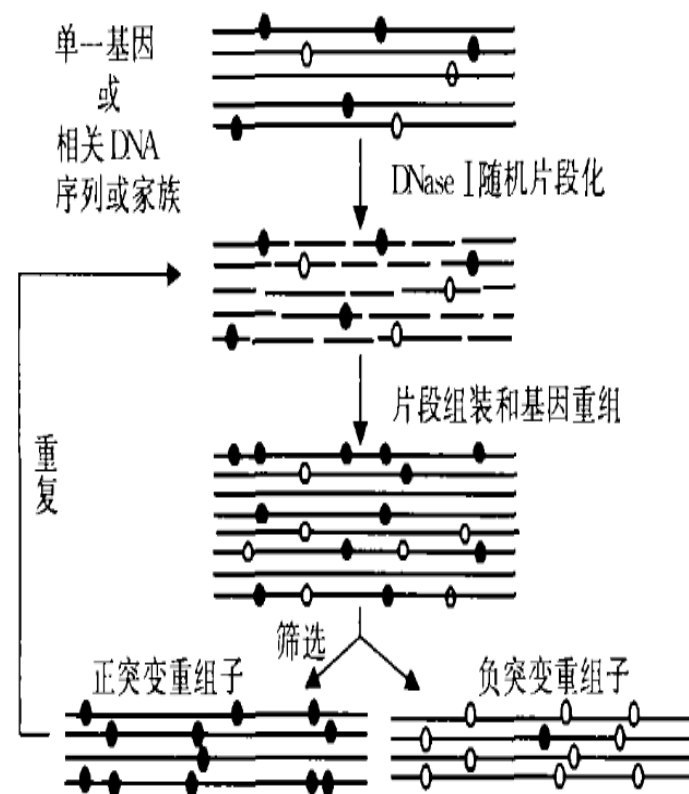 单一基因
或
相关DNA
序列或家族
DNase Ⅰ随机片段化
片段组装和基因重组
重
复
筛选
正突变重组子
负突变重组子